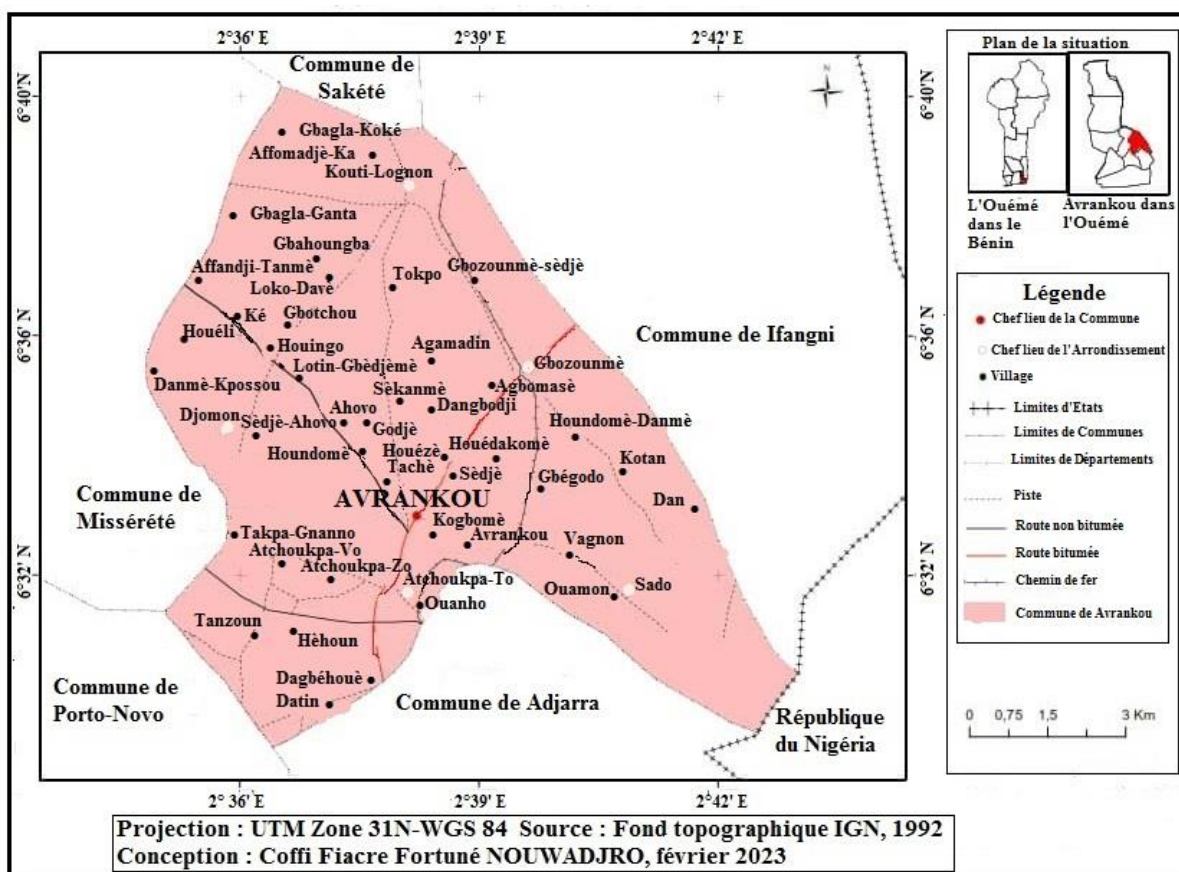 2°36' E
2°39' E
2°42' E
6°40'N
6°40'N
Commune de
Sakété
N
Gbagla-Koké
Affomadjè-Ka
Kouti-Lognon
Gbagla-Ganta
Gbahoungba
Affandji-Tanmè
Loko-Davè
Tokpo
Gbozounmè-sèdjè
Ké
Gbotchou
6°36'N
6°36'N
Commune de Ifangni
Houéli
Houingo
Agamadin
Gbozounmè
Lotin-Gbèdjèmè
Danmè-Kpossou
Sèkanmè
Agbomasè
Djomon
Ahovo
Dangbodji
Sèdjè-Ahovo
Godjè
Houndomè-Danmè
Houndomè
Houézè
Houédakomè
Tachè
Sèdjè
Kotan
Gbégodo
AVRANKOU
Dan
Commune de
Missérété
Takpa-Gnanno
Kogbomè
Avrankou
Vagnon
Atchoukpa-Vo
Atchoukpa-Zo
6°32'N
6°32'N
Atchoukpa-To
Sado
Ouamon
Ouanho
Tanzoun
Hèhoun
Dagbéhouè
Datin
Commune de
Porto-Novo
Commune de Adjarra
République
du Nigéria
2°36' E
2°39' E
2°42' E
Plan de la situation
L'Ouémé
dans le
Bénin
Avrankou dans
l'Ouémé
Légende
Chef lieu de la Commune
Chef lieu de l'Arrondissement
Village
Limites d'Etats
Limites de Communes
Limites de Départements
Piste
Route non bitumée
Route bitumée
Chemin de fer
Commune de Avrankou
0 0,75 1,5 3 Km
Projection : UTM Zone 31N-WGS 84 Source : Fond topographique IGN, 1992
Conception : Coffi Fiacre Fortuné NOUWADJRO, février 2023